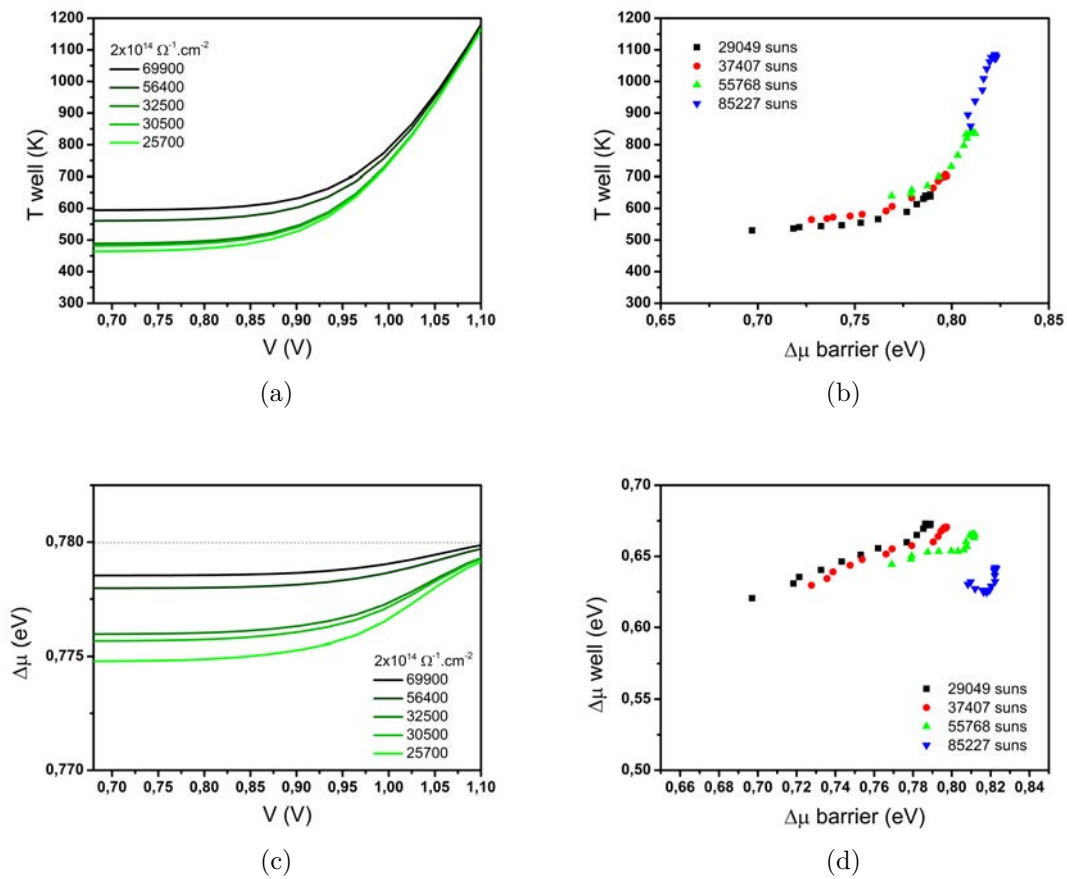 1200
1100
1000
900
800
700
600
500
400
300
T well (K)
2x10¹⁴ Ω⁻¹.cm⁻²
69900
56400
32500
30500
25700
0,70 0,75 0,80 0,85 0,90 0,95 1,00 1,05 1,10
V (V)
(a)
1200
1100
1000
900
800
700
600
500
400
300
T well (K)
29049 suns
37407 suns
55768 suns
85227 suns
0,65 0,70 0,75 0,80 0,85
Δμ barrier (eV)
(b)
0,780
0,775
0,770
Δμ (eV)
2x10¹⁴ Ω⁻¹.cm⁻²
69900
56400
32500
30500
25700
0,70 0,75 0,80 0,85 0,90 0,95 1,00 1,05 1,10
V (V)
(c)
0,70
0,65
0,60
0,55
0,50
Δμ well (eV)
29049 suns
37407 suns
55768 suns
85227 suns
0,66 0,68 0,70 0,72 0,74 0,76 0,78 0,80 0,82 0,84
Δμ barrier (eV)
(d)